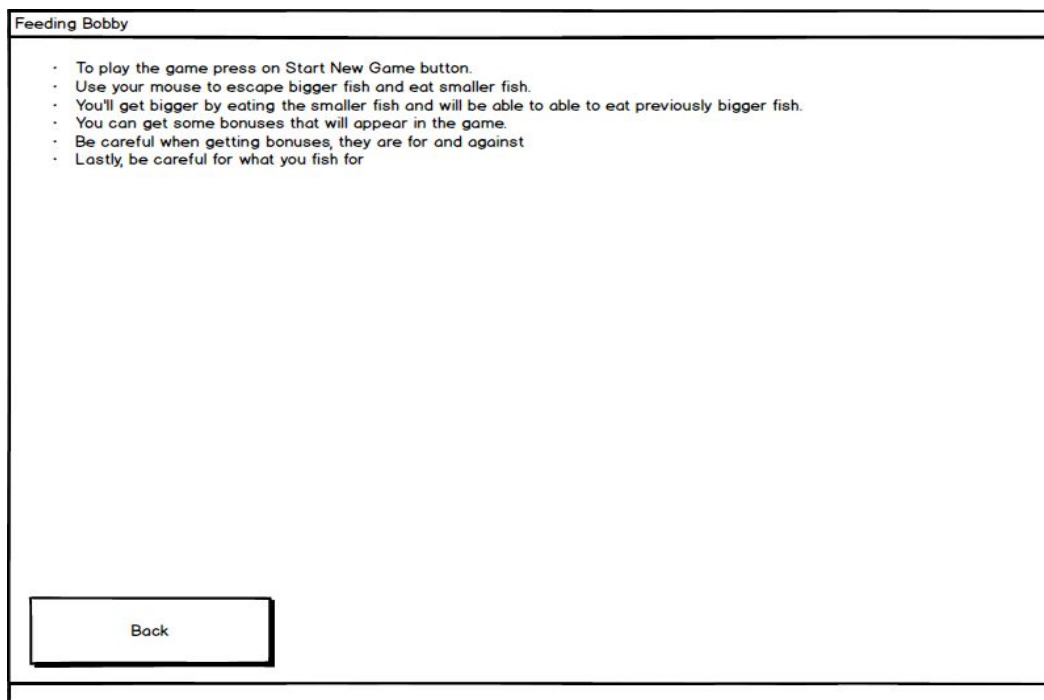 Feeding Bobby
· To play the game press on Start New Game button.
· Use your mouse to escape bigger fish and eat smaller fish.
· You'll get bigger by eating the smaller fish and will be able to able to eat previously bigger fish.
· You can get some bonuses that will appear in the game.
· Be careful when getting bonuses, they are for and against
· Lastly, be careful for what you fish for
Back